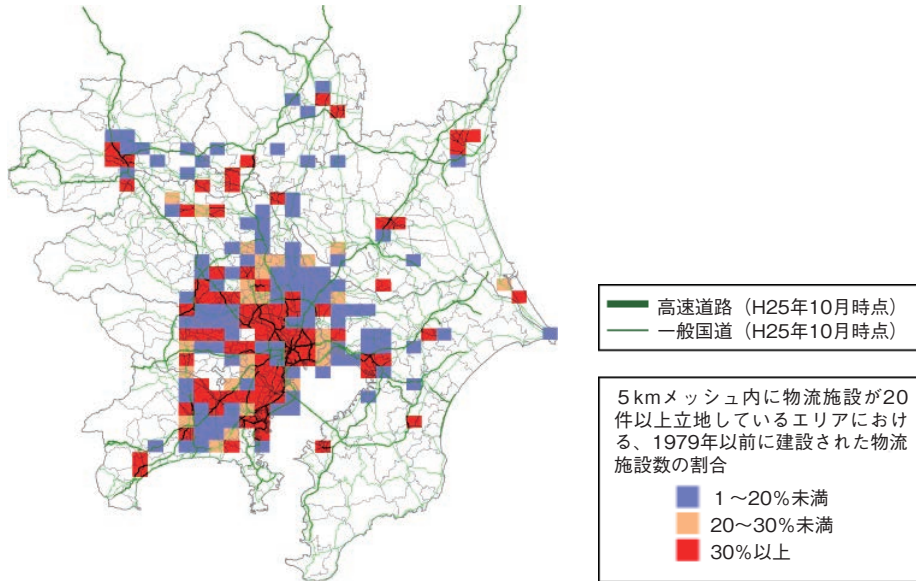 高速道路（H25年10月時点）
一般国道（H25年10月時点）
5kmメッシュ内に物流施設が20
件以上立地しているエリアにおけ
る、1979年以前に建設された物流
施設数の割合
1～20％未満
20～30％未満
30％以上